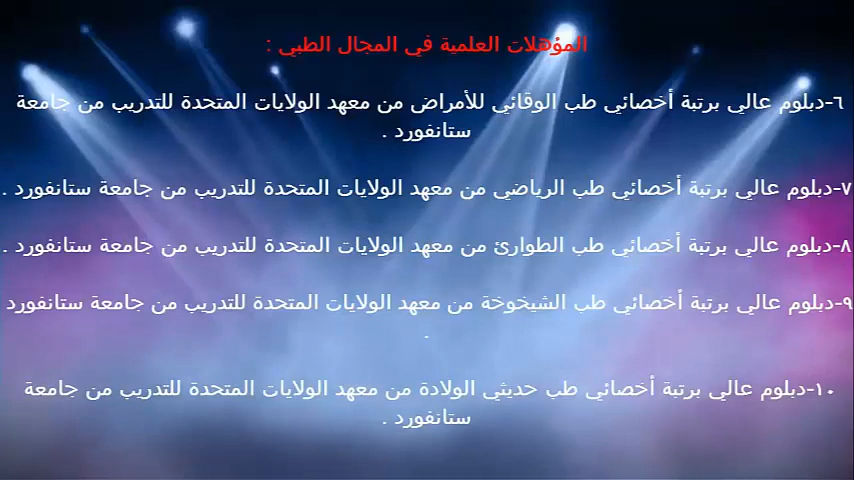 المؤهلات العلمية في المجال الطبي :
٦-دبلوم عالي برتبة أخصائي طب الوقائي للأمراض من معهد الولايات المتحدة للتدريب من جامعة
ستانفورد .
٧-دبلوم عالي برتبة أخصائي طب الرياضي من معهد الولايات المتحدة للتدريب من جامعة ستانفورد .
٨-دبلوم عالي برتبة أخصائي طب الطوارئ من معهد الولايات المتحدة للتدريب من جامعة ستانفورد .
٩-دبلوم عالي برتبة أخصائي طب الشيخوخة من معهد الولايات المتحدة للتدريب من جامعة ستانفورد
.
١٠-دبلوم عالي برتبة أخصائي طب حديثي الولادة من معهد الولايات المتحدة للتدريب من جامعة
ستانفورد .